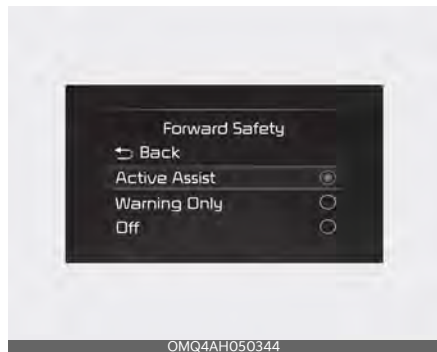 Forward Safety
Back
Active Assist
Warning Only
Off
OMQ4AH050344